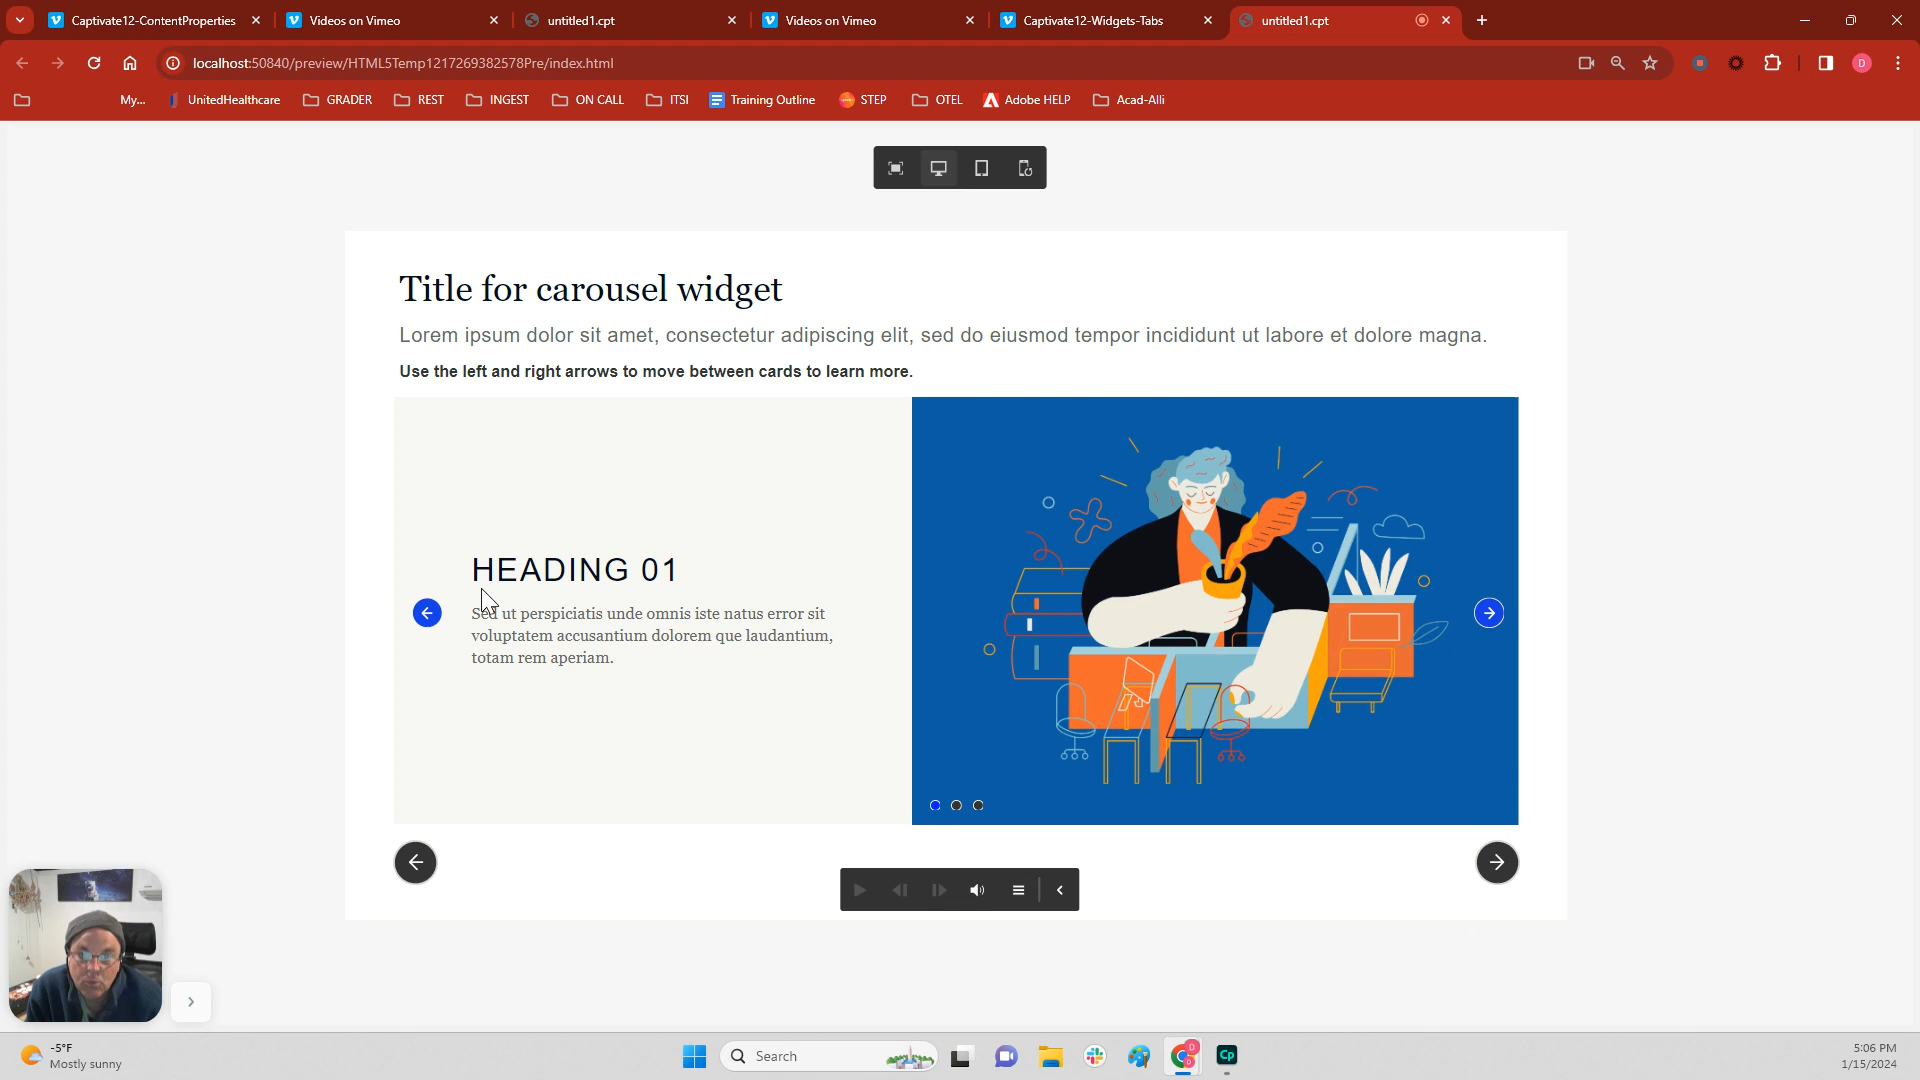 Captivate12-ContentProperties
Videos on Vimeo
untitled1.cpt
Videos on Vimeo
Captivate12-Widgets-Tabs
untitled1.cpt
localhost:50840/preview/HTML5Temp1217269382578Pre/index.html
D
My...
UnitedHealthcare
GRADER
REST
INGEST
ON CALL
ITSI
Training Outline
STEP
OTEL
Adobe HELP
Acad-Alli
Title for carousel widget
Lorem ipsum dolor sit amet, consectetur adipiscing elit, sed do eiusmod tempor incididunt ut labore et dolore magna.
Use the left and right arrows to move between cards to learn more.
HEADING 01
Sed ut perspiciatis unde omnis iste natus error sit
voluptatem accusantium dolorem que laudantium,
totam rem aperiam.
-5°F
Mostly sunny
Search
D
Cp
5:06 PM
1/15/2024